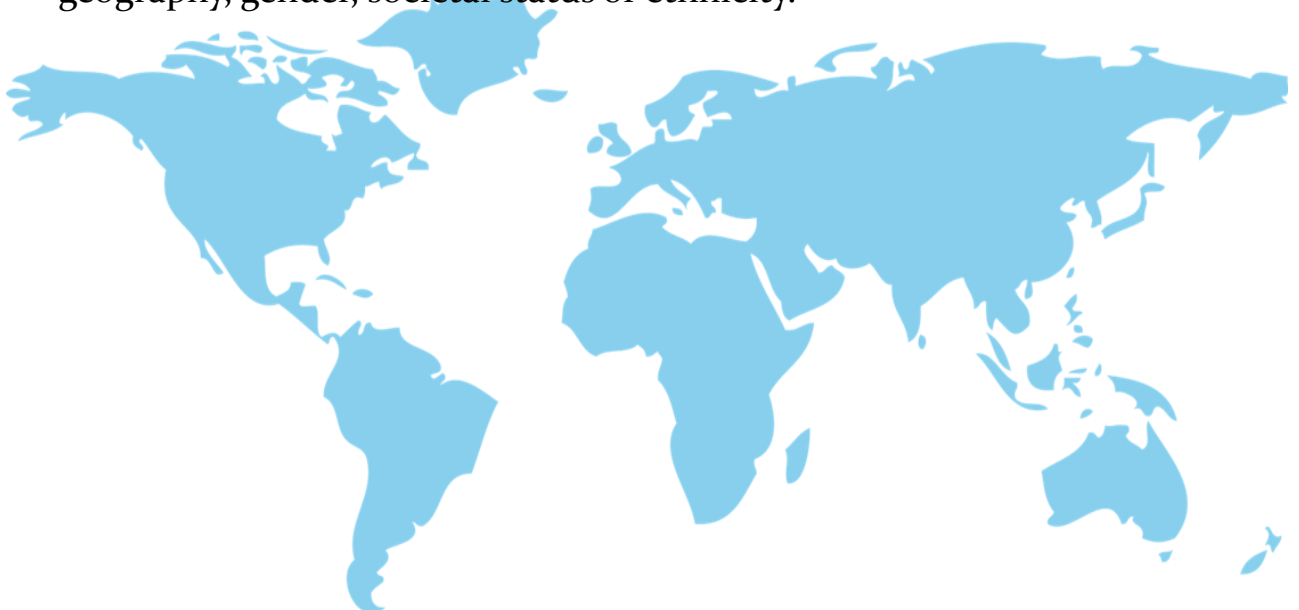 geography, gender, societal status or ethnicity.